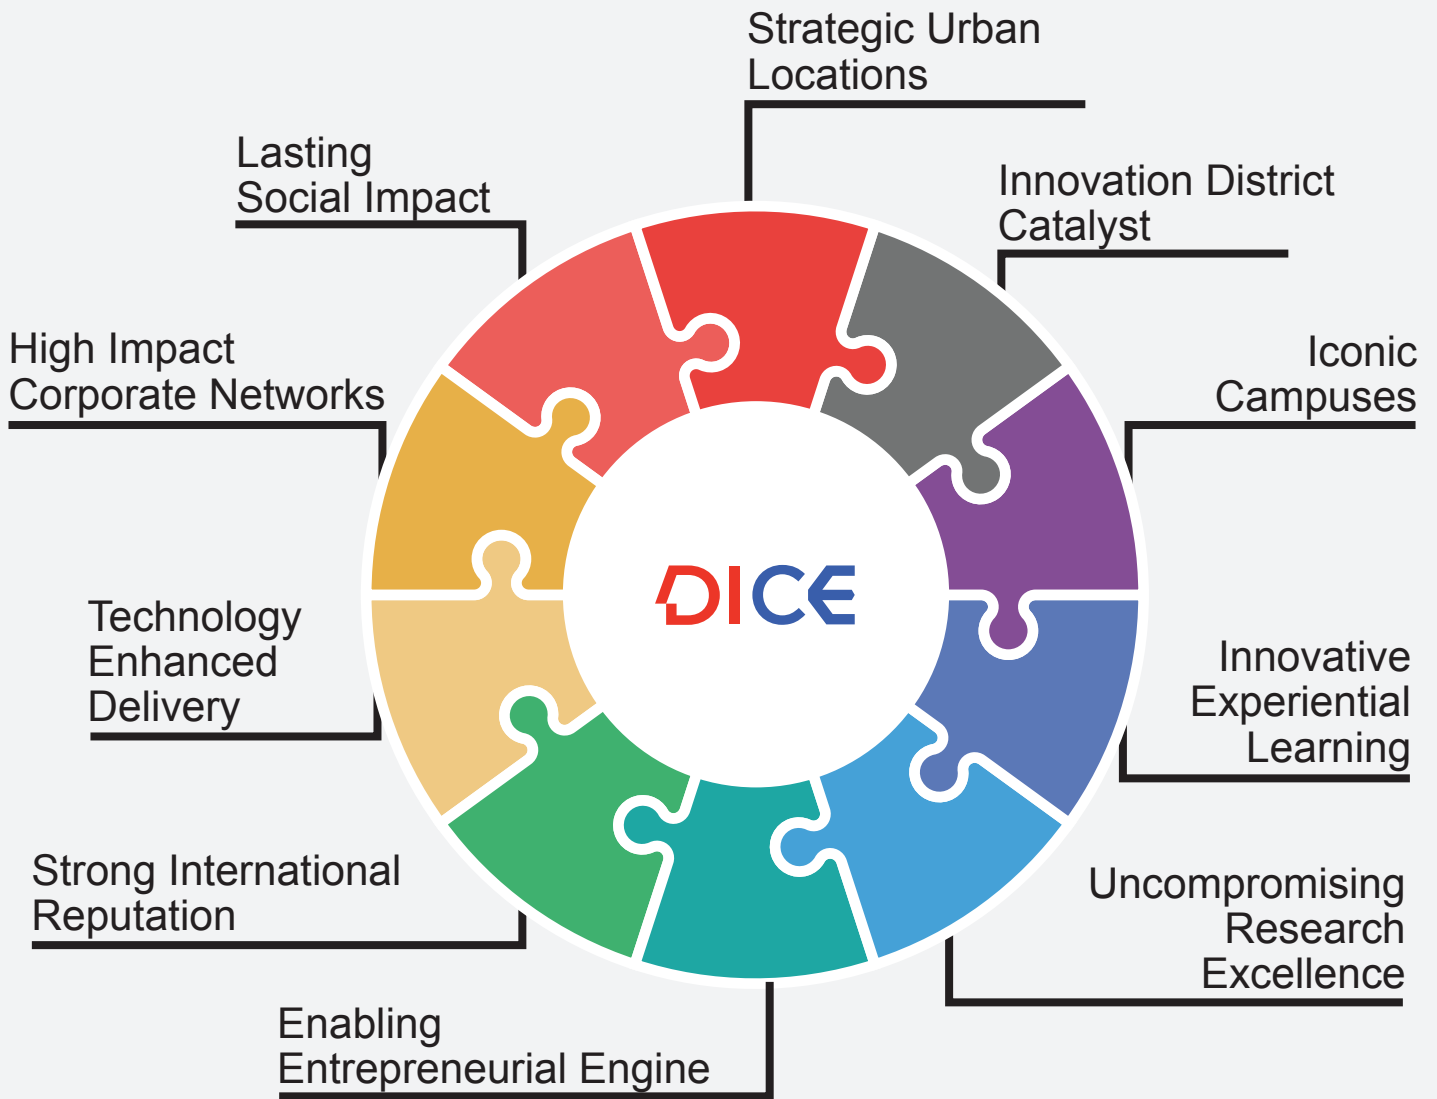 Strategic Urban
Locations
Innovation District
Catalyst
Iconic
Campuses
Innovative
Experiential
Learning
Uncompromising
Research
Excellence
Enabling
Entrepreneurial Engine
Strong International
Reputation
Technology
Enhanced
Delivery
High Impact
Corporate Networks
Lasting
Social Impact
DICE